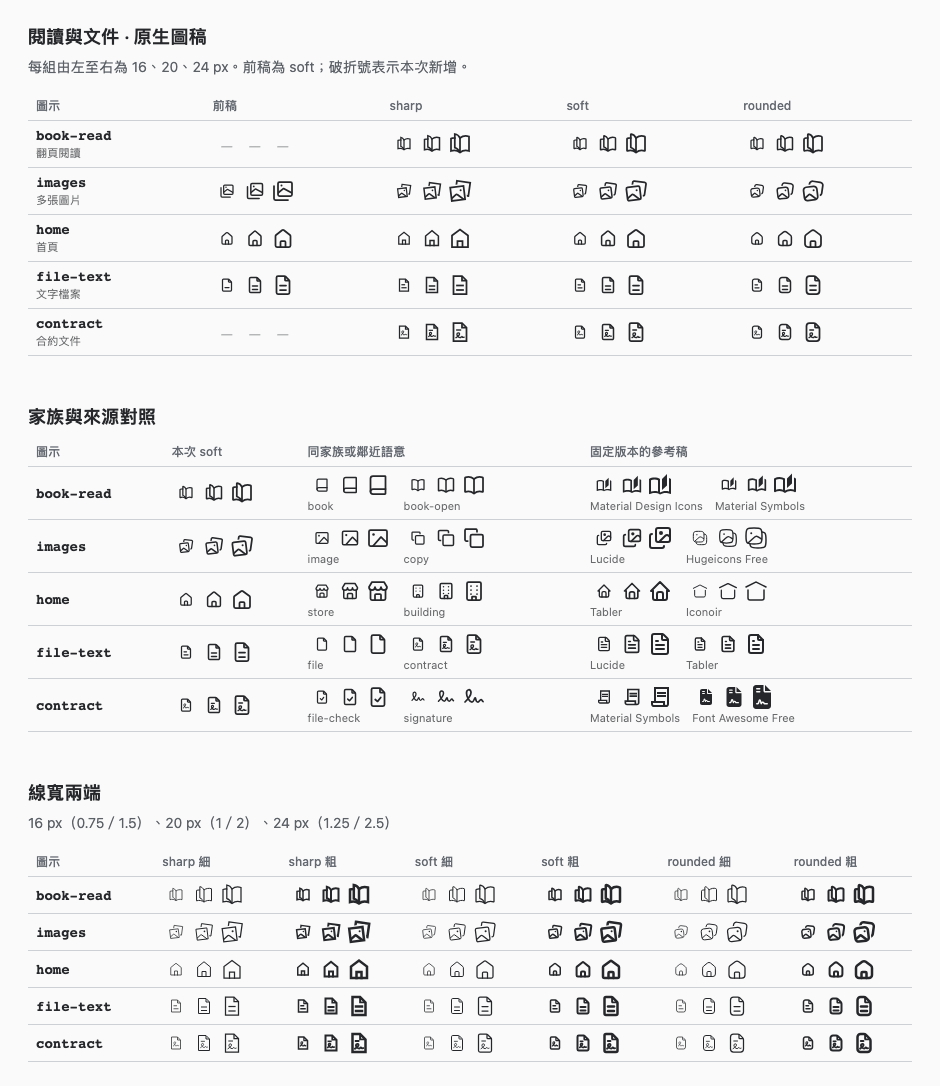 閱讀與文件 · 原生圖稿
每組由左至右為 16、20、24 px。前稿為 soft；破折號表示本次新增。
圖示 前稿 sharp soft rounded
book-read — — —
翻頁閱讀
images
多張圖片
home
首頁
file-text
文字檔案
contract — — —
合約文件
家族與來源對照
圖示 本次 soft 同家族或鄰近語意 固定版本的參考稿
book-read
book book-open Material Design Icons Material Symbols
images
image copy Lucide Hugeicons Free
home
store building Tabler Iconoir
file-text
file contract Lucide Tabler
contract
file-check signature Material Symbols Font Awesome Free
線寬兩端
16 px（0.75 / 1.5）、20 px（1 / 2）、24 px（1.25 / 2.5）
圖示 sharp 細 sharp 粗 soft 細 soft 粗 rounded 細 rounded 粗
book-read
images
home
file-text
contract